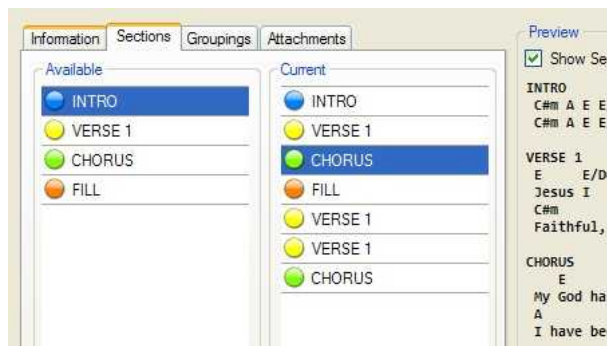 Information Sections Groupings Attachments
Available
INTRO
VERSE 1
CHORUS
FILL
Current
INTRO
VERSE 1
CHORUS
FILL
VERSE 1
VERSE 1
CHORUS
Preview
Show Se
INTRO
C#m A E E
C#m A E E
VERSE 1
E E/D
Jesus I
C#m
Faithful,
CHORUS
E
My God ha
A
I have be